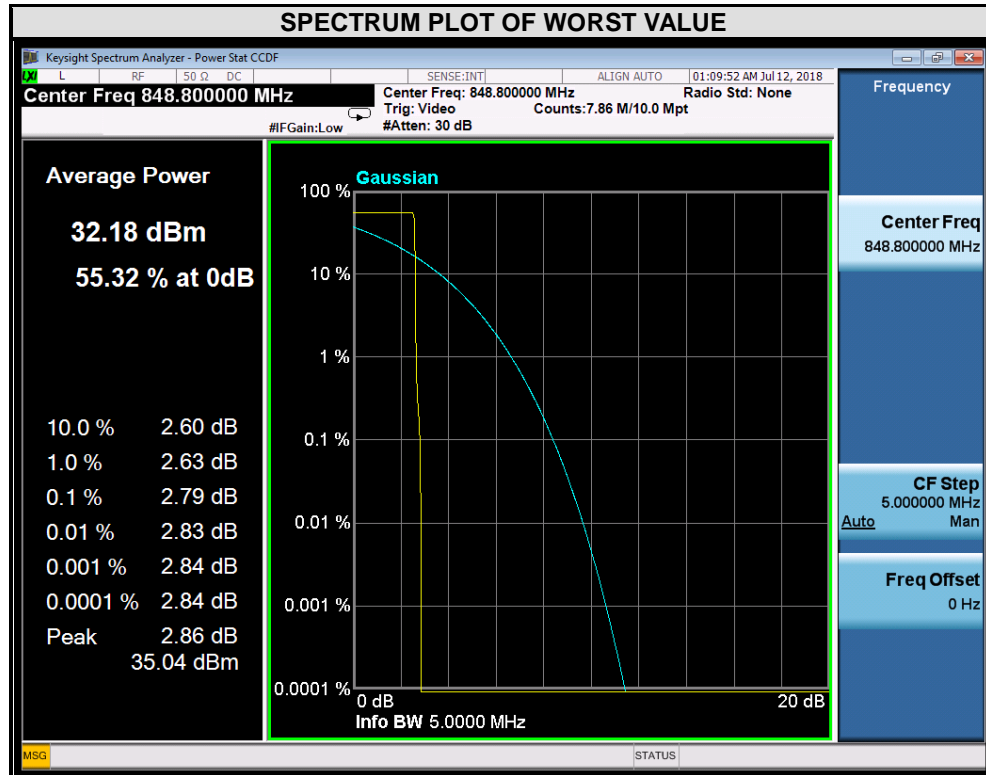 SPECTRUM PLOT OF WORST VALUE
Keysight Spectrum Analyzer - Power Stat CCDF
LXI L RF 50 Ω DC SENSE:INT ALIGN AUTO 01:09:52 AM Jul 12, 2018
Center Freq 848.800000 MHz
Center Freq: 848.800000 MHz Radio Std: None
Trig: Video Counts:7.86 M/10.0 Mpt
#IFGain:Low #Atten: 30 dB
Average Power
32.18 dBm
55.32 % at 0dB
10.0 % 2.60 dB
1.0 % 2.63 dB
0.1 % 2.79 dB
0.01 % 2.83 dB
0.001 % 2.84 dB
0.0001 % 2.84 dB
Peak 2.86 dB
35.04 dBm
Gaussian
100 %
10 %
1 %
0.1 %
0.01 %
0.001 %
0.0001 %
0 dB 20 dB
Info BW 5.0000 MHz
Frequency
Center Freq
848.800000 MHz
CF Step
5.000000 MHz
Auto Man
Freq Offset
0 Hz
MSG STATUS